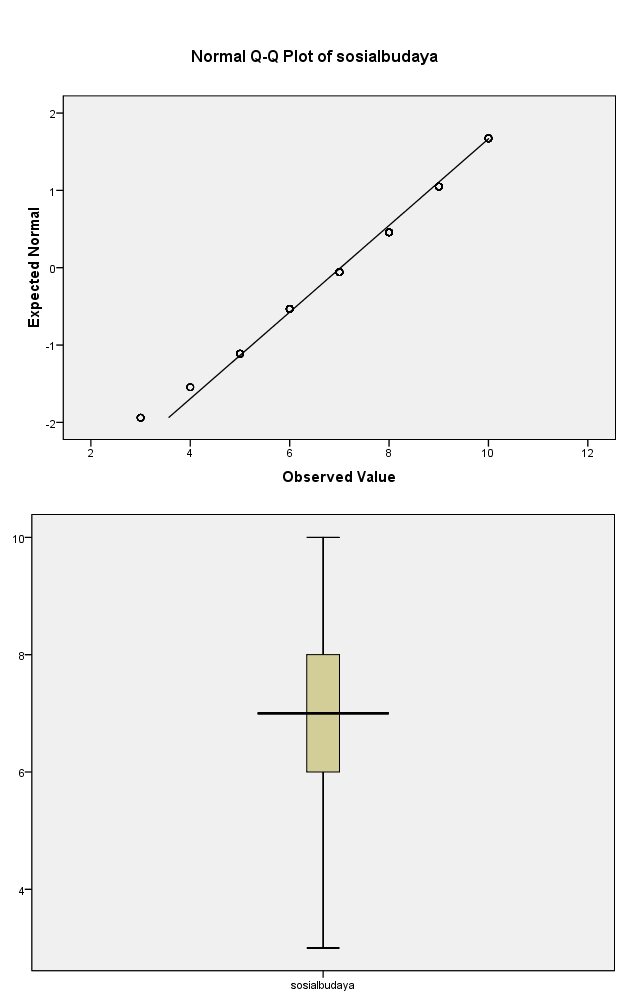 Normal Q-Q Plot of sosialbudaya
2
1
0
-1
-2
Expected Normal
2 4 6 8 10 12
Observed Value
10
8
6
4
sosialbudaya